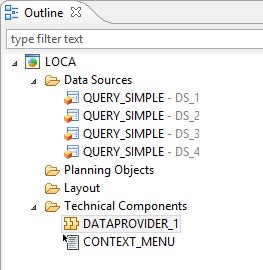 Outline
type filter text
LOCA
Data Sources
QUERY_SIMPLE - DS_1
QUERY_SIMPLE - DS_2
QUERY_SIMPLE - DS_3
QUERY_SIMPLE - DS_4
Planning Objects
Layout
Technical Components
DATAPROVIDER_1
CONTEXT_MENU